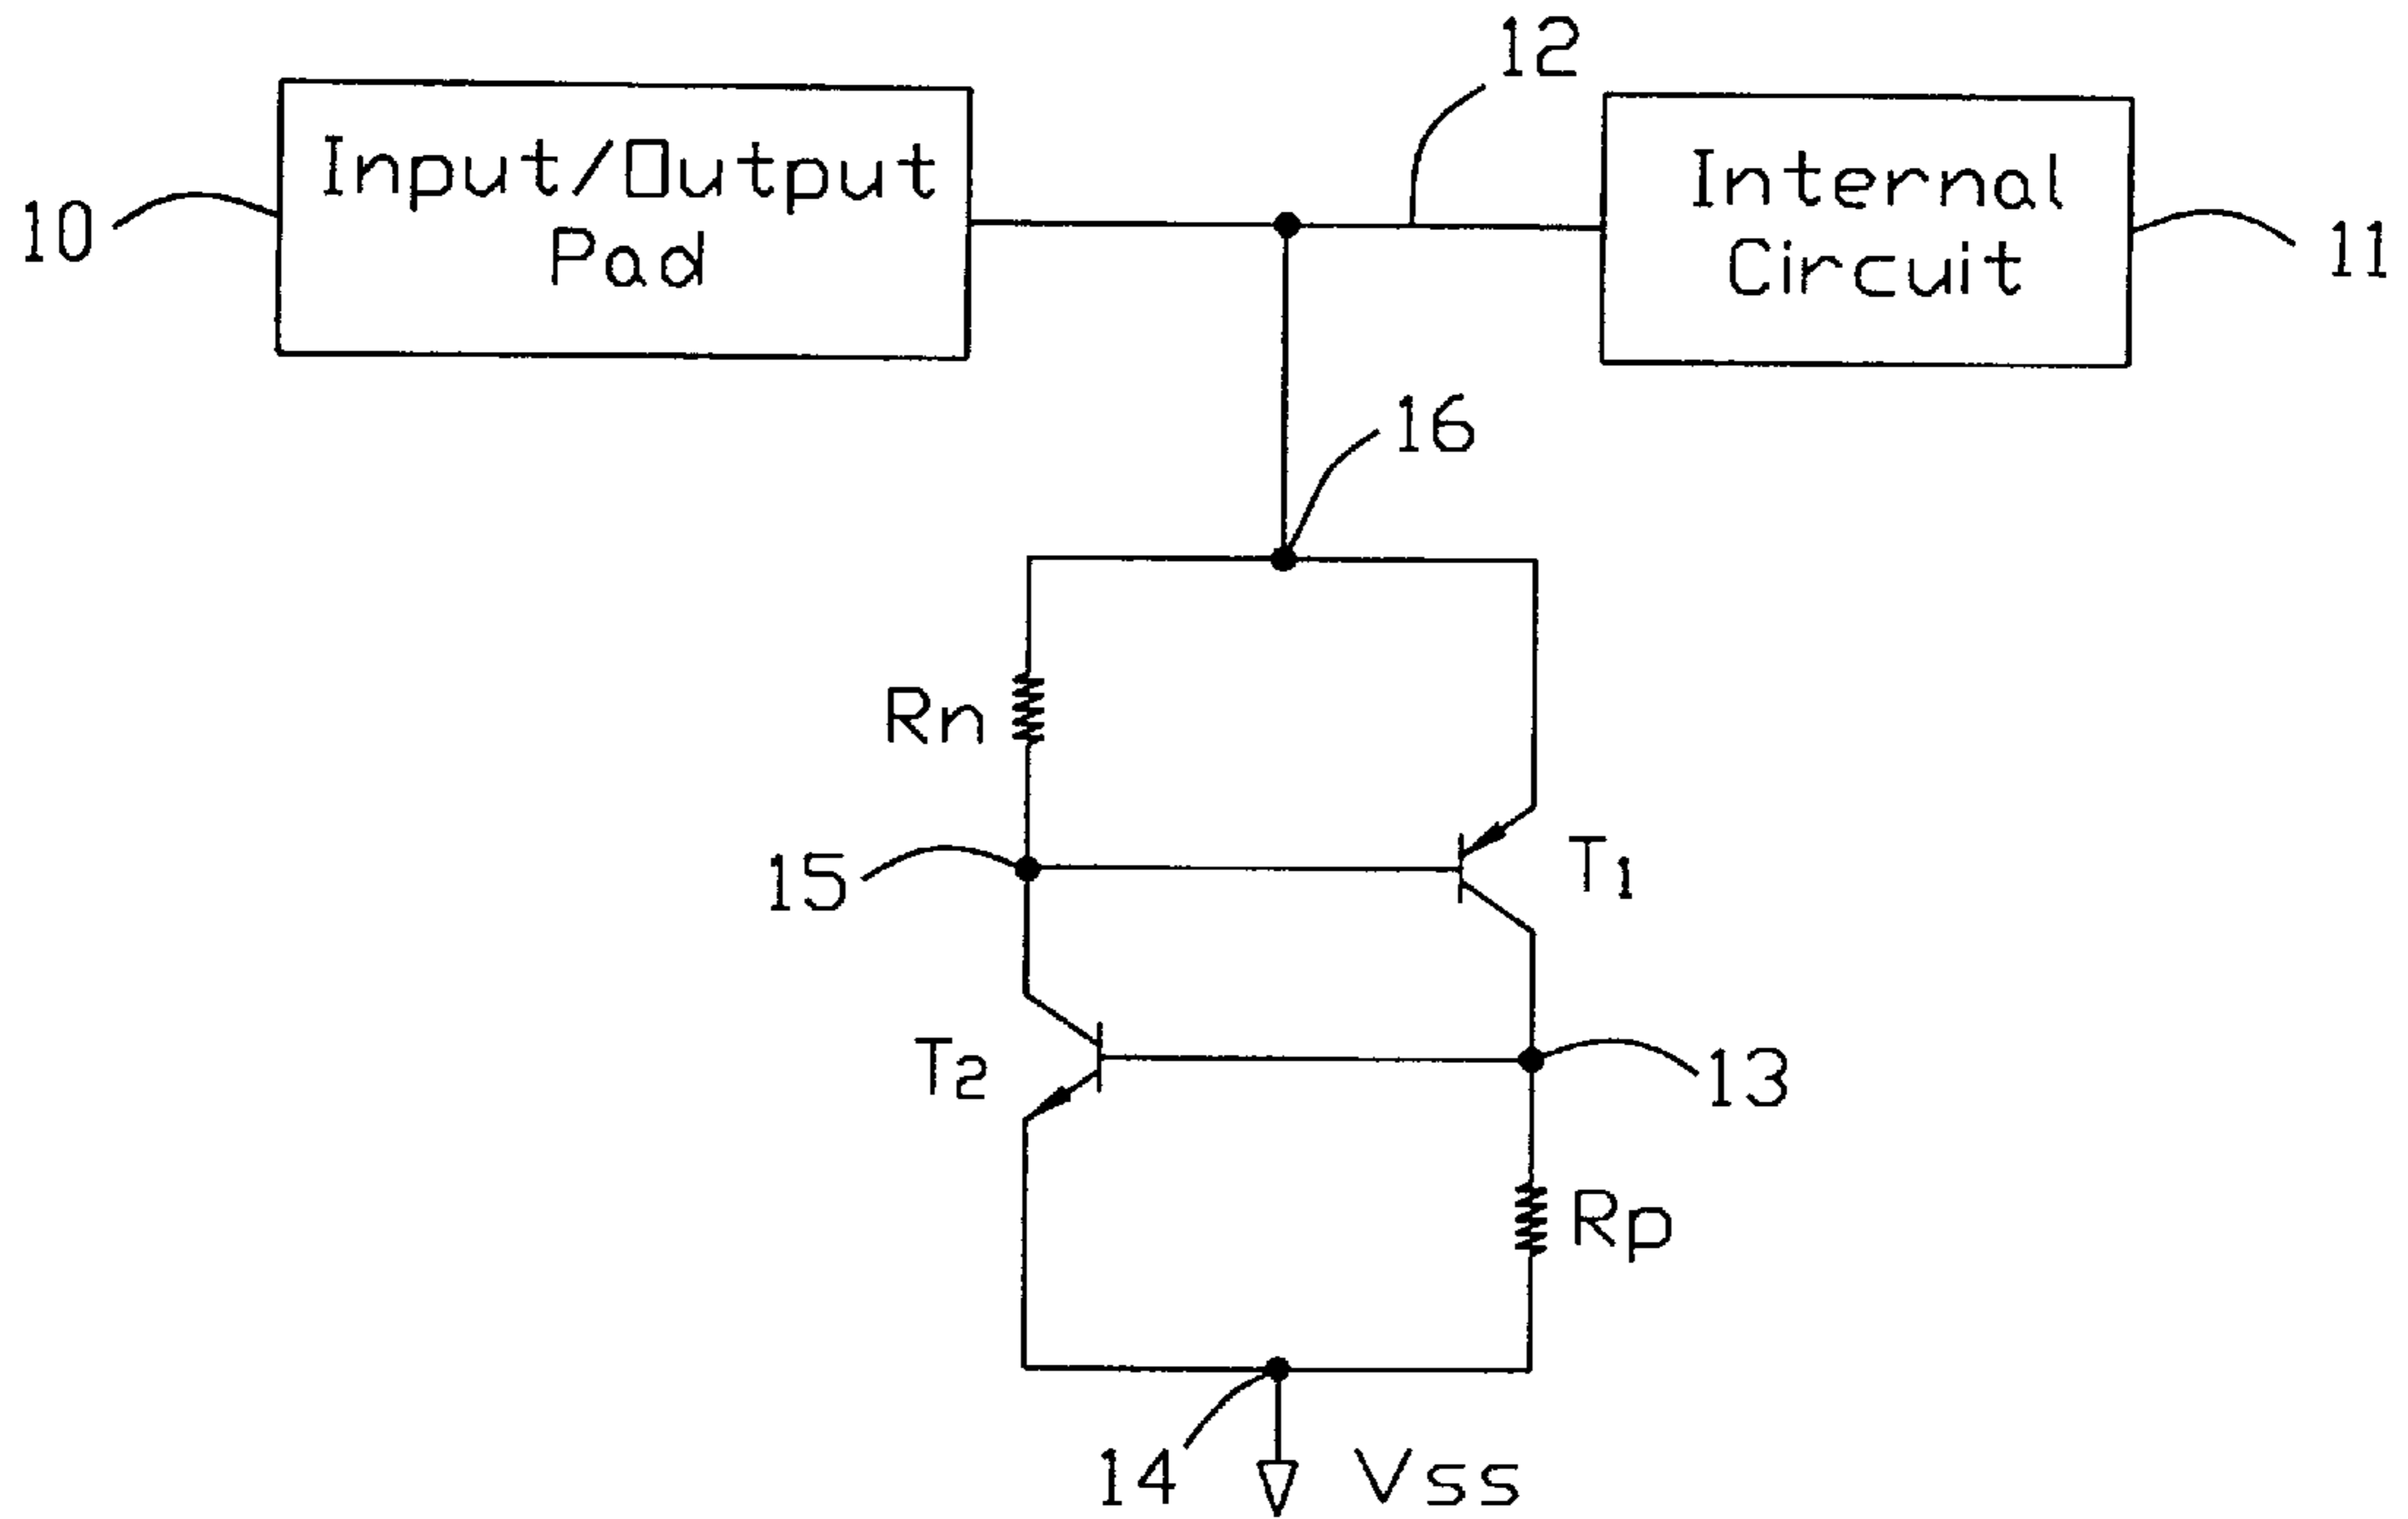 12
Input/Output
Pad
Internal
Circuit
10
11
16
Rn
15
T1
T2
13
Rp
14
Vss